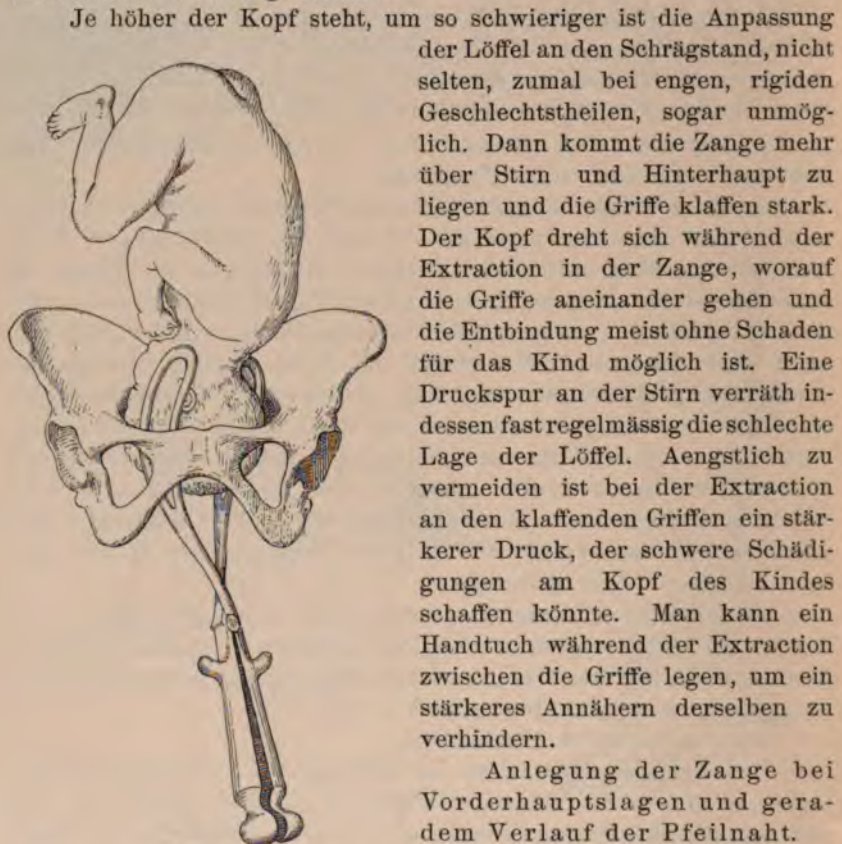 Je höher der Kopf steht, um so schwieriger ist die Anpassung
der Löffel an den Schrägstand, nicht
selten, zumal bei engen, rigiden
Geschlechtstheilen, sogar unmög-
lich. Dann kommt die Zange mehr
über Stirn und Hinterhaupt zu
liegen und die Griffe klaffen stark.
Der Kopf dreht sich während der
Extraction in der Zange, worauf
die Griffe aneinander gehen und
die Entbindung meist ohne Schaden
für das Kind möglich ist. Eine
Druckspur an der Stirn verräth in-
dessen fast regelmässig die schlechte
Lage der Löffel. Aengstlich zu
vermeiden ist bei der Extraction
an den klaffenden Griffen ein stär-
kerer Druck, der schwere Schädi-
gungen am Kopf des Kindes
schaffen könnte. Man kann ein
Handtuch während der Extraction
zwischen die Griffe legen, um ein
stärkeres Annähern derselben zu
verhindern.
Anlegung der Zange bei
Vorderhauptslagen und gera-
dem Verlauf der Pfeilnaht.